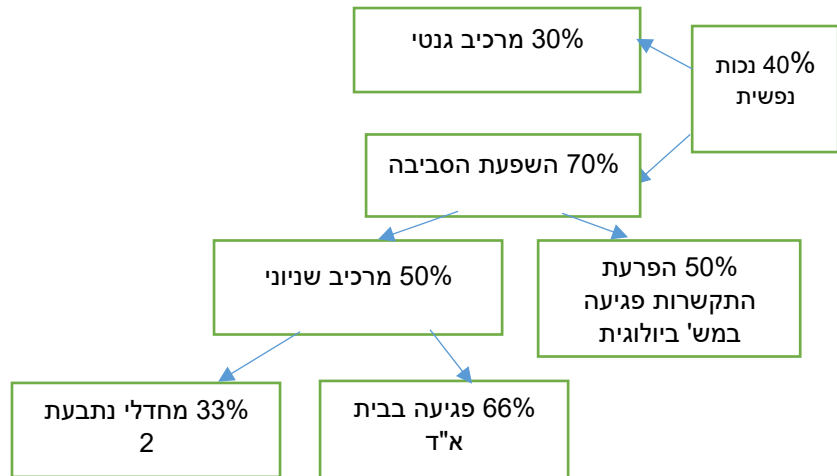 40% נכות
נפשית
30% מרכיב גנטי
70% השפעת הסביבה
50% הפרעת
התקשרות פגיעה
במש' ביולוגית
50% מרכיב שניוני
66% פגיעה בבית
א"ד
33% מחדלי נתבעת
2